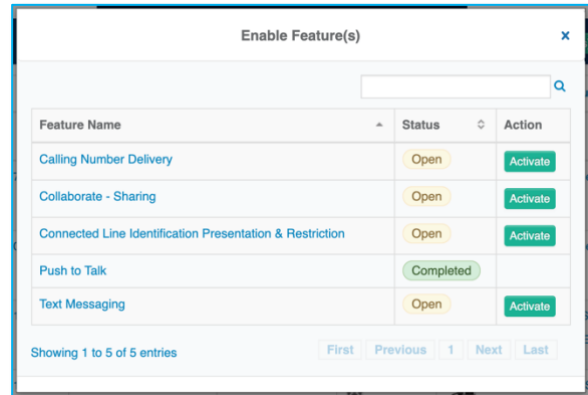 Enable Feature(s) ×
Feature Name Status Action
Calling Number Delivery Open Activate
Collaborate - Sharing Open Activate
Connected Line Identification Presentation & Restriction Open Activate
Push to Talk Completed
Text Messaging Open Activate
Showing 1 to 5 of 5 entries First Previous 1 Next Last